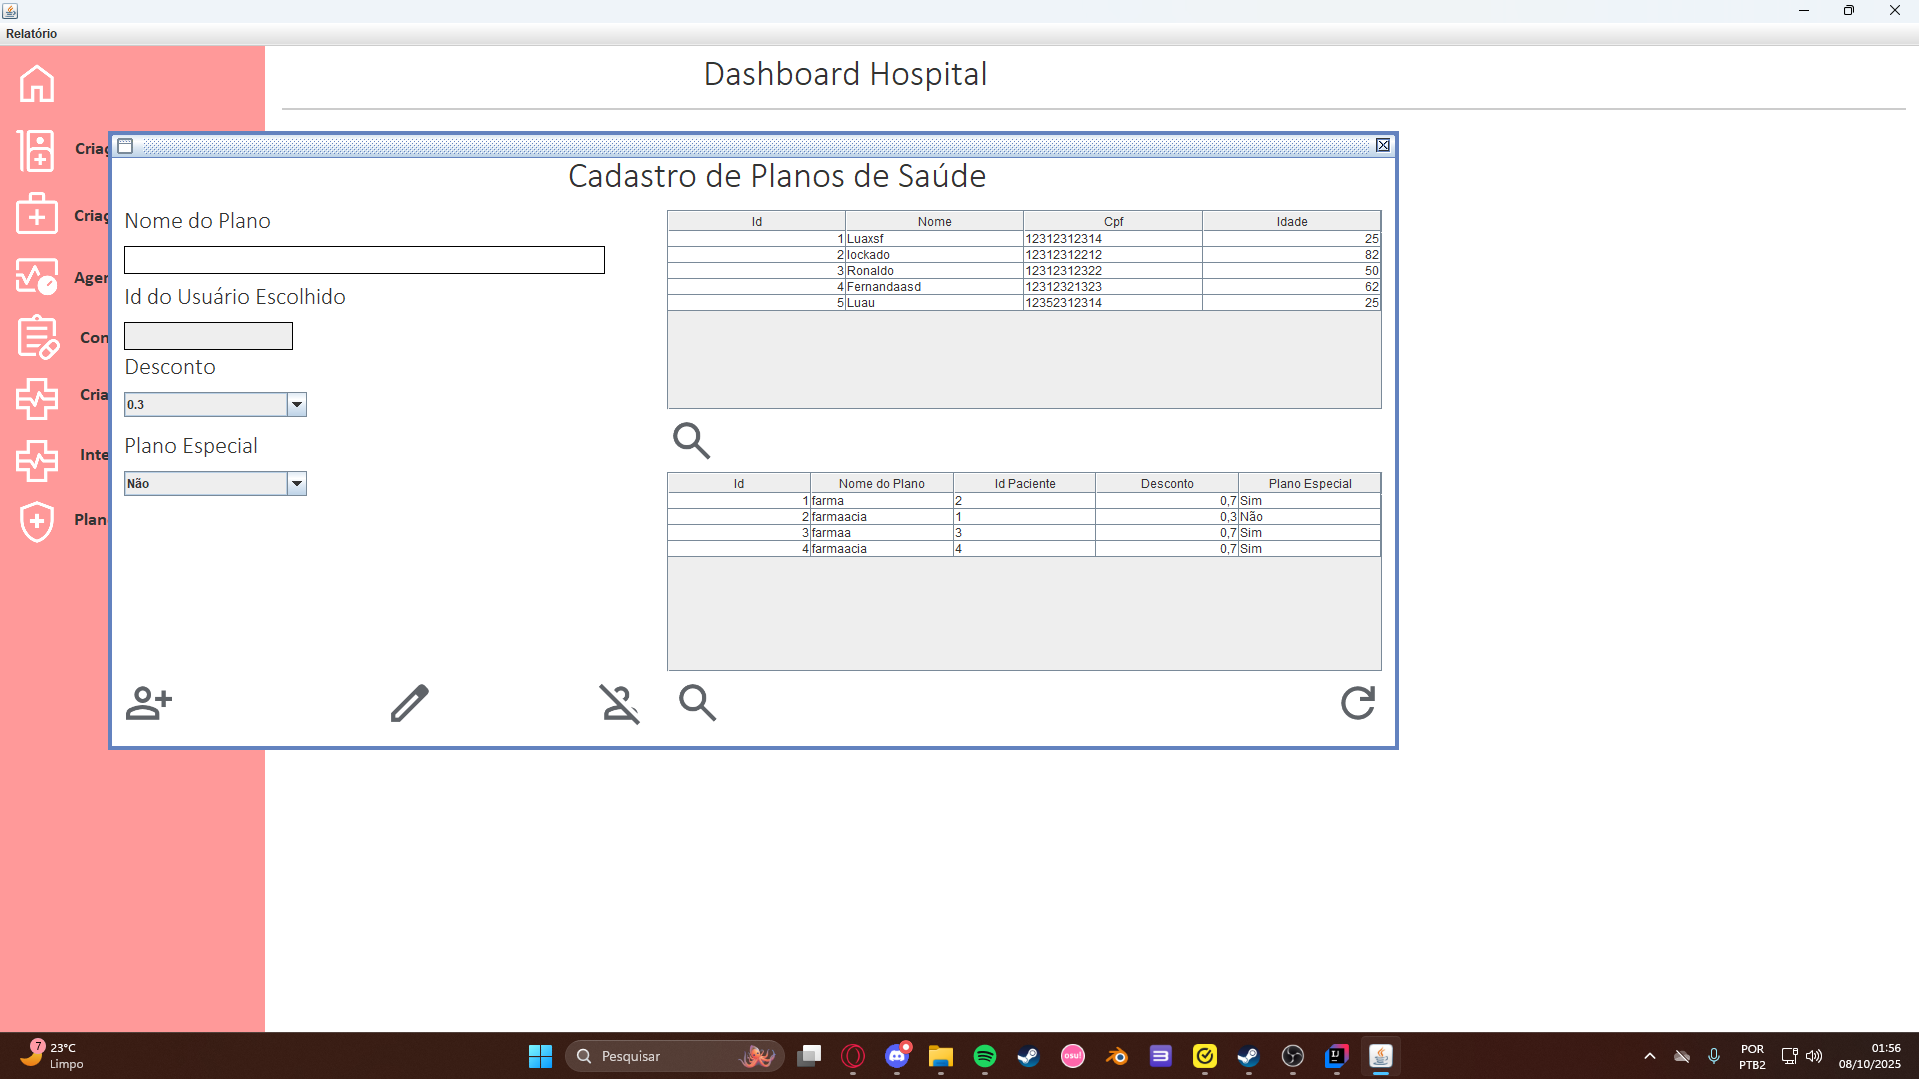 Relatório
Dashboard Hospital
Cadastro de Planos de Saúde
Nome do Plano
Id do Usuário Escolhido
Desconto
0.3
Plano Especial
Não
Id Nome Cpf Idade
1 Luaxsf 12312312314 25
2 lockado 12312312212 82
3 Ronaldo 12312312322 50
4 Fernandaasd 12312321323 62
5 Luau 12352312314 25
Id Nome do Plano Id Paciente Desconto Plano Especial
1 farma 2 0,7 Sim
2 farmaacia 1 0,3 Não
3 farmaa 3 0,7 Sim
4 farmaacia 4 0,7 Sim
Criaç
Criaç
Agen
Con
Cria
Inte
Plan
7
23°C
Limpo
Pesquisar
osu!
POR
PTB2
01:56
08/10/2025